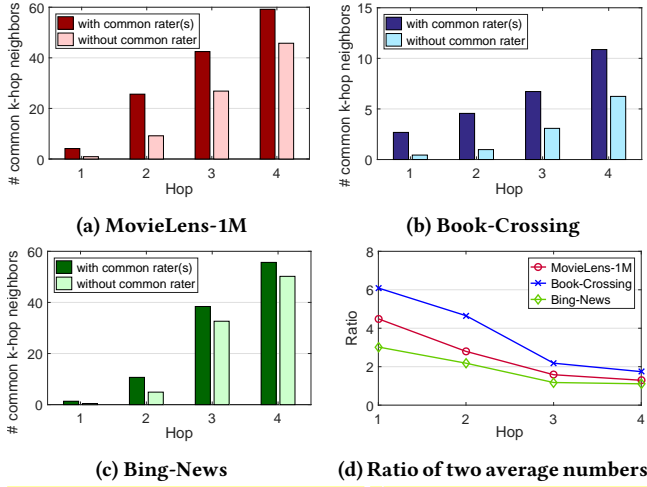 # common k-hop neighbors
60
40
20
0
with common rater(s)
without common rater
1 2 3 4
Hop
(a) MovieLens-1M
# common k-hop neighbors
15
10
5
0
with common rater(s)
without common rater
1 2 3 4
Hop
(b) Book-Crossing
# common k-hop neighbors
60
40
20
0
with common rater(s)
without common rater
1 2 3 4
Hop
(c) Bing-News
Ratio
8
6
4
2
0
MovieLens-1M
Book-Crossing
Bing-News
1 2 3 4
Hop
(d) Ratio of two average numbers